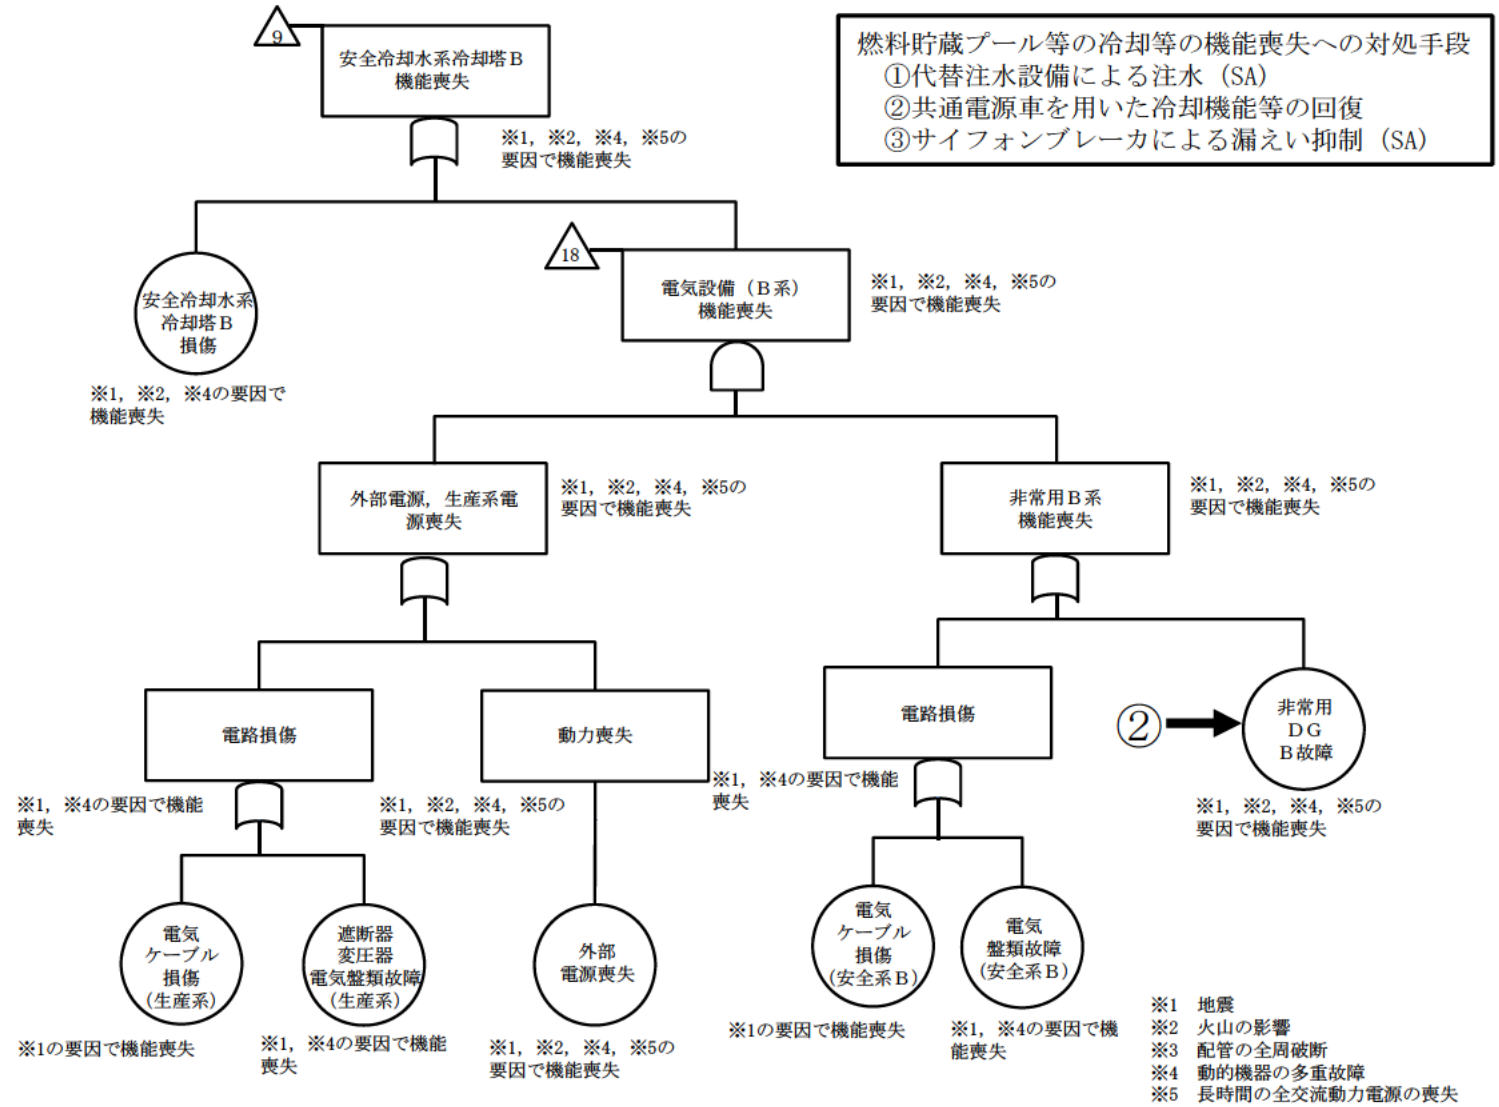 9
安全冷却水系冷却塔B
機能喪失
※1，※2，※4，※5の
要因で機能喪失
燃料貯蔵プール等の冷却等の機能喪失への対処手段
①代替注水設備による注水（SA）
②共通電源車を用いた冷却機能等の回復
③サイフォンブレーカによる漏えい抑制（SA）
安全冷却水系
冷却塔B
損傷
※1，※2，※4の要因で
機能喪失
18
電気設備（B系）
機能喪失
※1，※2，※4，※5の
要因で機能喪失
外部電源，生産系電
源喪失
※1，※2，※4，※5の
要因で機能喪失
非常用B系
機能喪失
※1，※2，※4，※5の
要因で機能喪失
電路損傷
※1，※4の要因で機能
喪失
動力喪失
※1，※2，※4，※5の
要因で機能喪失
電路損傷
※1，※4の要因で機能
喪失
②
非常用
DG
B故障
※1，※2，※4，※5の
要因で機能喪失
電気
ケーブル
損傷
（生産系）
※1の要因で機能喪失
遮断器
変圧器
電気盤類故障
（生産系）
※1，※4の要因で機能
喪失
外部
電源喪失
※1，※2，※4，※5の
要因で機能喪失
電気
ケーブル
損傷
（安全系B）
※1の要因で機能喪失
電気
盤類故障
（安全系B）
※1，※4の要因で機
能喪失
※1　地震
※2　火山の影響
※3　配管の全周破断
※4　動的機器の多重故障
※5　長時間の全交流動力電源の喪失